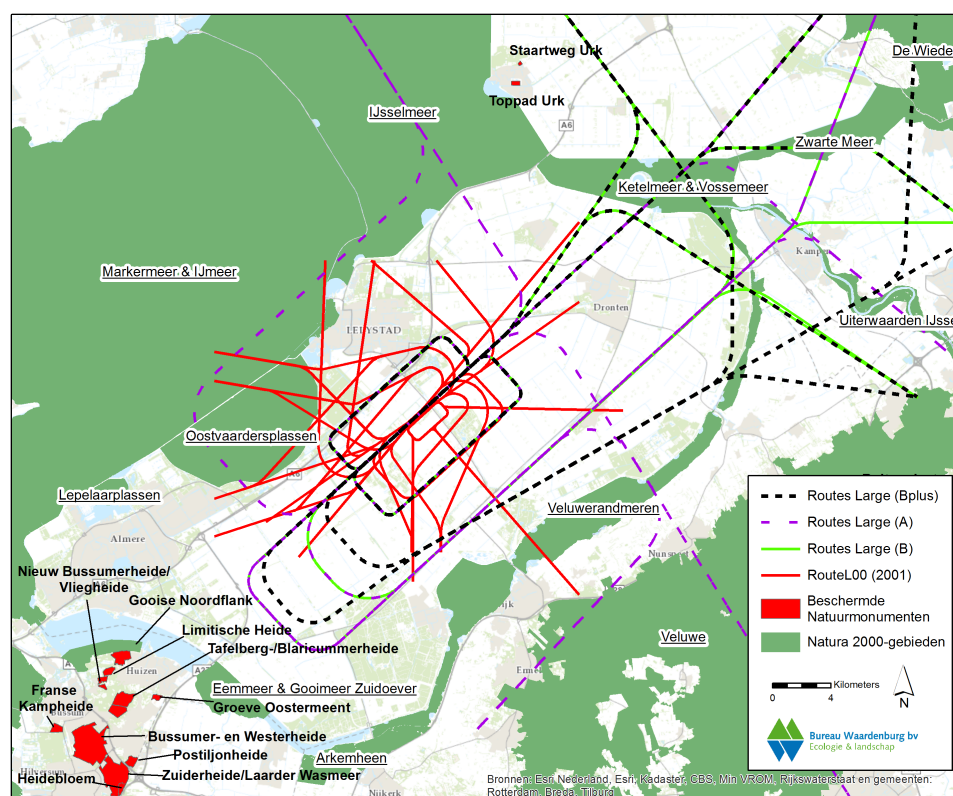 Staartweg Urk
De Wiede
Toppad Urk
IJsselmeer
A6
Zwarte Meer
Ketelmeer & Vossemeer
Kampen
Markermeer & IJmeer
Dronten
LELYSTAD
Uiterwaarden IJsse
Oostvaardersplassen
A6
Lepelaarplassen
Veluwerandmeren
Almere
Nunspeet
Nieuw Bussumerheide/
Vliegheide
Gooise Noordflank
Limitische Heide
Tafelberg-/Blaricummerheide
Huizen
Veluwe
Ermel
Franse
Kampheide
Eemmeer & Gooimeer Zuidoever
Groeve Oostermeent
Bussumer- en Westerheide
Postiljonheide
Arkemheen
Hilversum
Heidebloem
Zuiderheide/Laarder Wasmeer
Nijkerk
Routes Large (Bplus)
Routes Large (A)
Routes Large (B)
RouteL00 (2001)
Beschermde
Natuurmonumenten
Natura 2000-gebieden
Kilometers
0 4
N
Bureau Waardenburg bv
Ecologie & landschap
Bronnen: Esri Nederland, Esri, Kadaster, CBS, Min VROM, Rijkswaterstaat en gemeenten:
Rotterdam, Breda, Tilburg